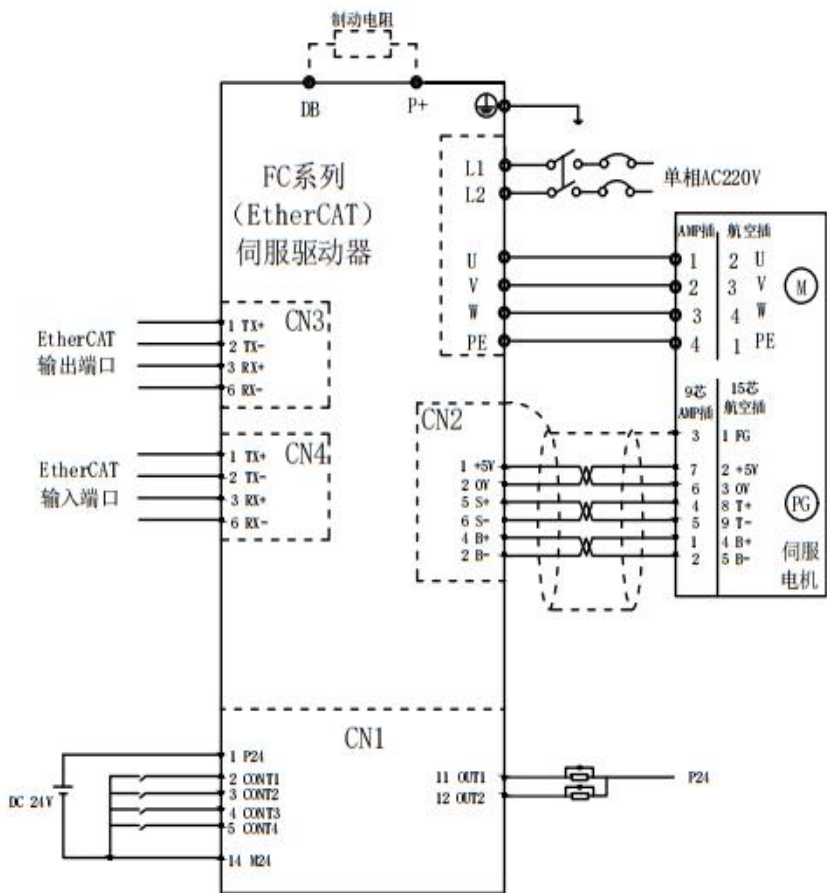 制动电阻
DB
P+
FC系列
（EtherCAT）
伺服驱动器
L1
L2
单相AC220V
U
V
W
PE
AMP插 航空插
1 2 U
2 3 V
3 4 W
4 1 PE
M
EtherCAT
输出端口
CN3
1 TX+
2 TX-
3 RX+
6 RX-
EtherCAT
输入端口
CN4
1 TX+
2 TX-
3 RX+
6 RX-
CN2
1 +5V
2 0V
5 S+
6 S-
4 B+
2 B-
9芯 15芯
AMP插 航空插
3 1 FG
7 2 +5V
6 3 0V
4 8 T+
5 9 T-
1 4 B+
2 5 B-
PG
伺服
电机
CN1
DC 24V
1 P24
2 CONT1
3 CONT2
4 CONT3
5 CONT4
14 M24
11 OUT1
12 OUT2
P24